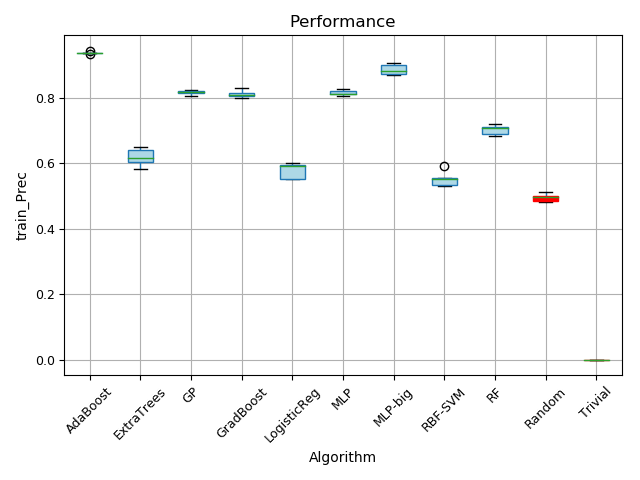 Performance
train_Prec
0.8
0.6
0.4
0.2
0.0
AdaBoost
ExtraTrees
GP
GradBoost
LogisticReg
MLP
MLP-big
RBF-SVM
RF
Random
Trivial
Algorithm